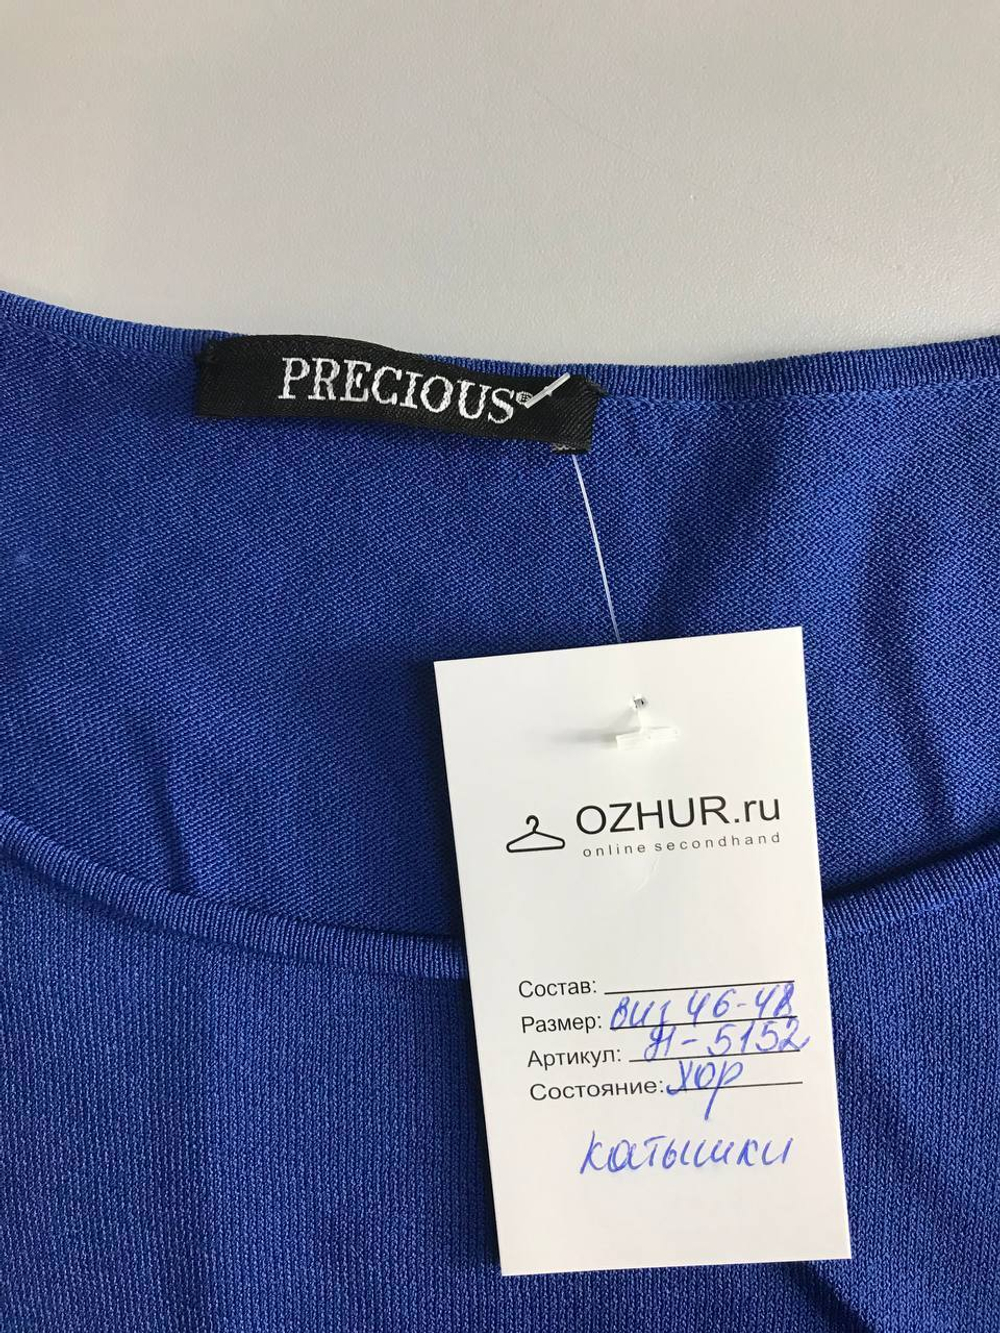 PRECIOUS®
OZHUR.ru
online secondhand
Состав:
Размер: виз 46-48
Артикул: Я-5152
Состояние: хор
катышки